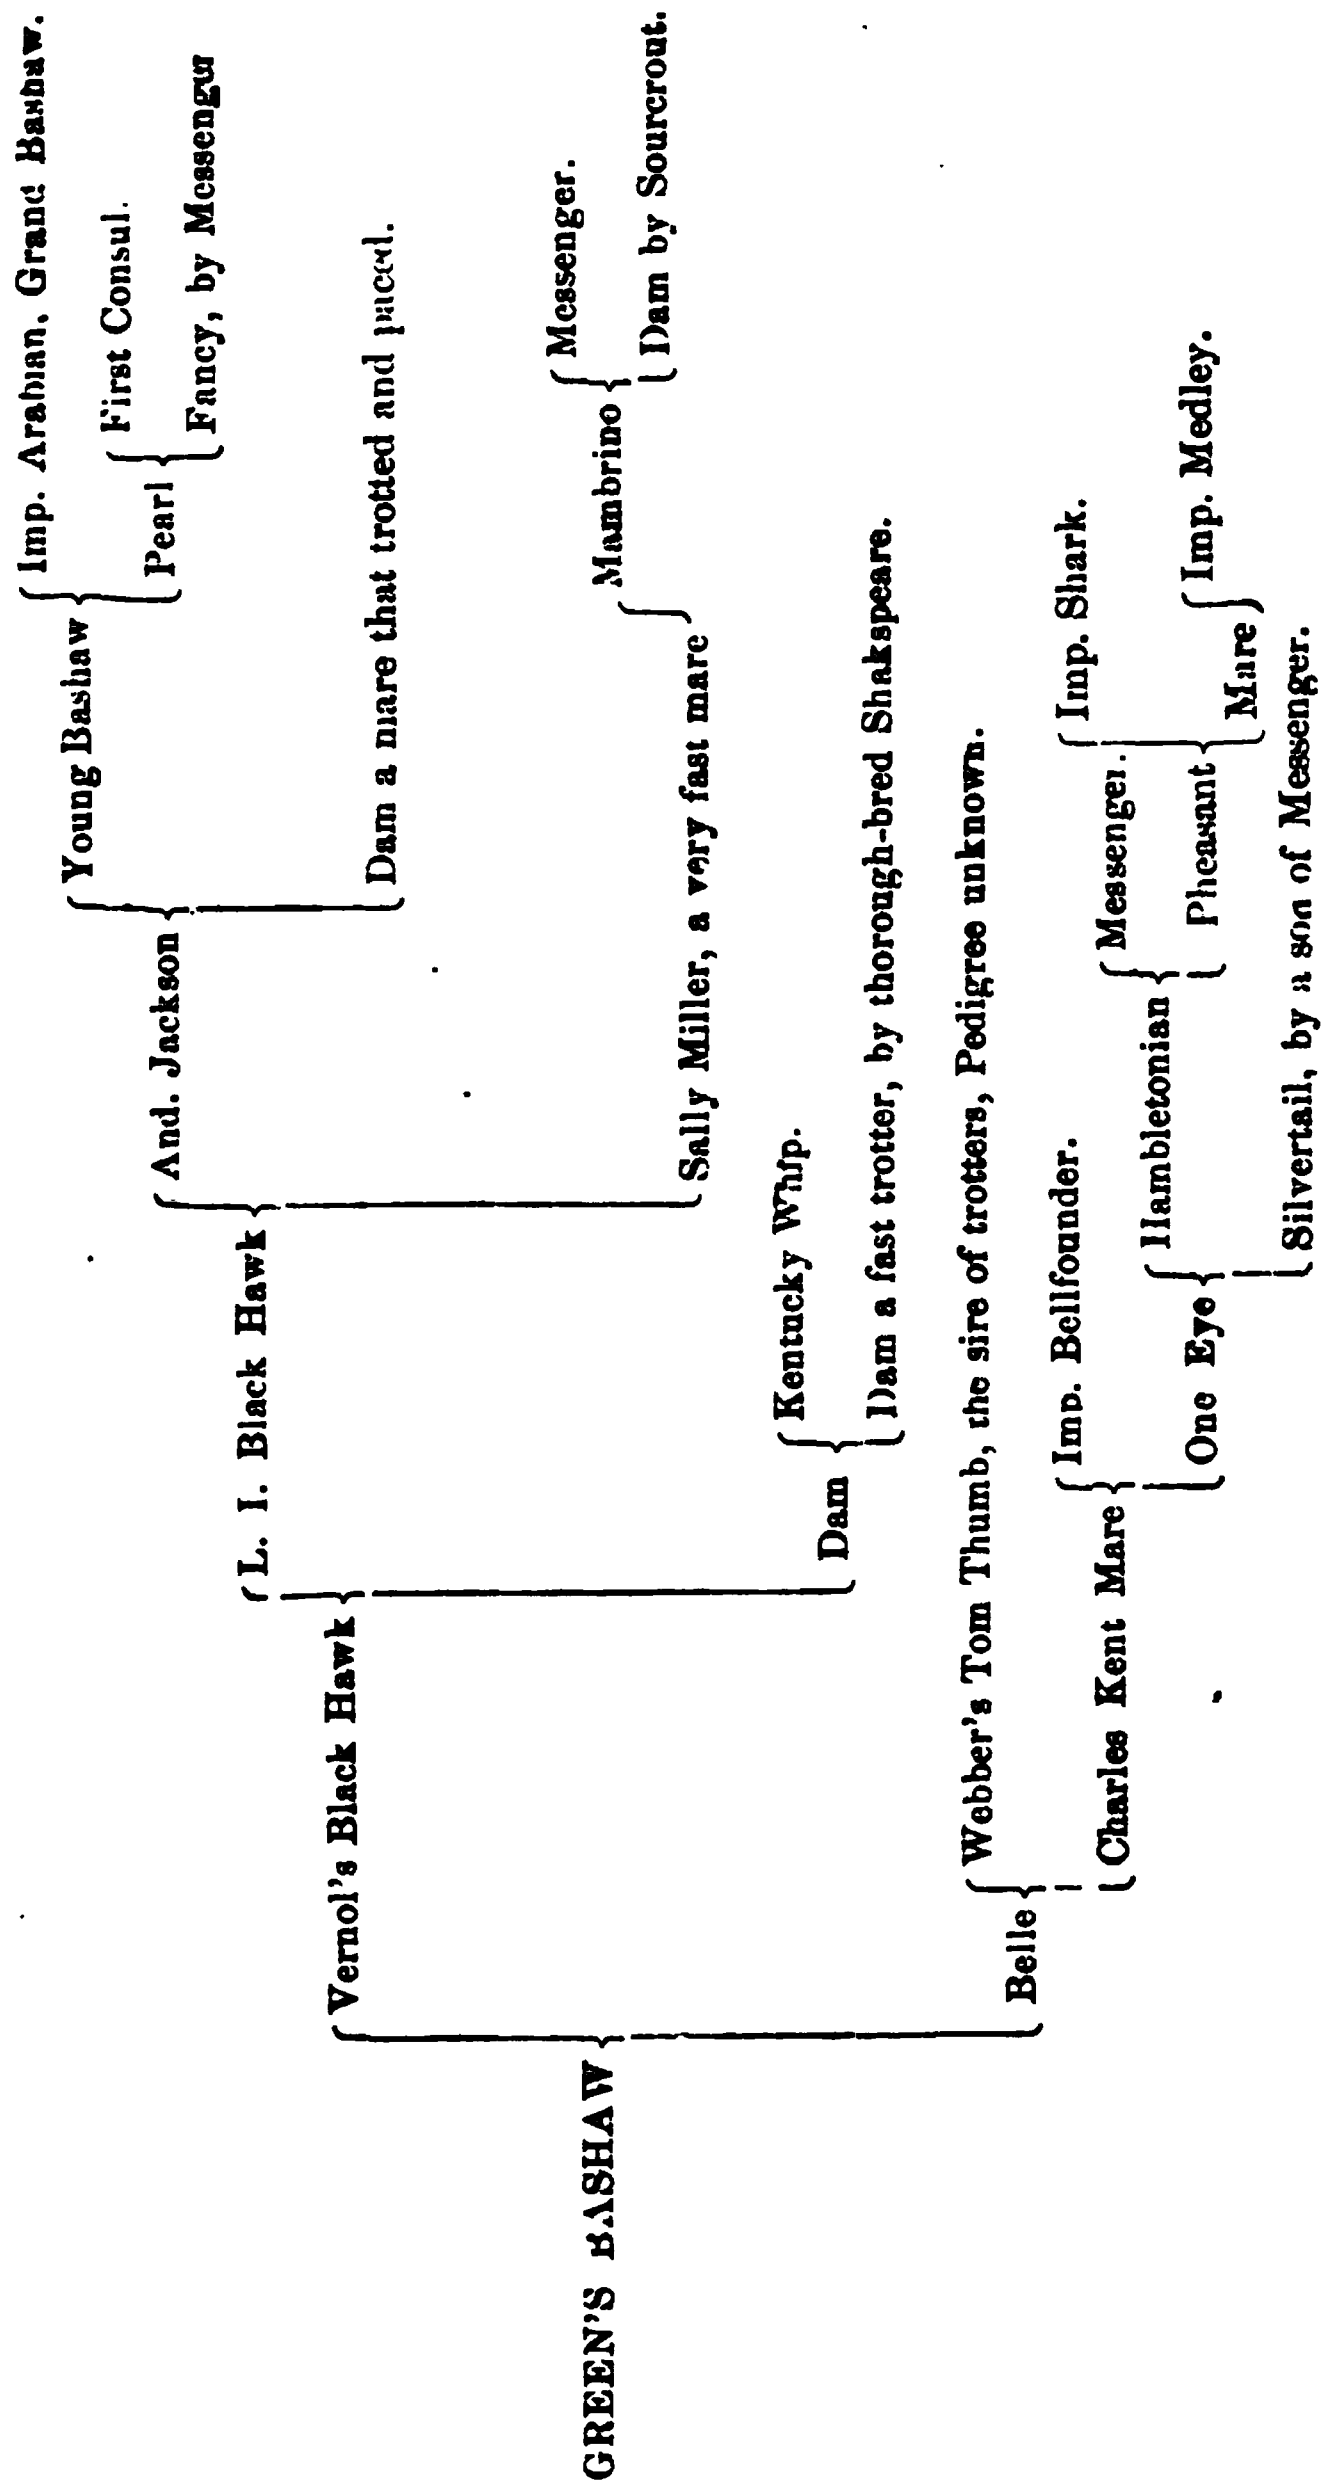 Imp. Arabian, Grand Bashaw.
Young Bashaw
First Consul.
Pearl
Fancy, by Messenger
And. Jackson
Dam a mare that trotted and paced.
L. I. Black Hawk
Messenger.
Mambrino
Dam by Sourcrout.
Sally Miller, a very fast mare
Vernol's Black Hawk
Kentucky Whip.
Dam
Dam a fast trotter, by thorough-bred Shakspeare.
GREEN'S BASHAW
Webber's Tom Thumb, the sire of trotters, Pedigree unknown.
Belle
Imp. Bellfounder.
Charles Kent Mare
Messenger.
Imp. Shark.
Hambletonian
Pheasant
Imp. Medley.
Mare
One Eye
Silvertail, by a son of Messenger.